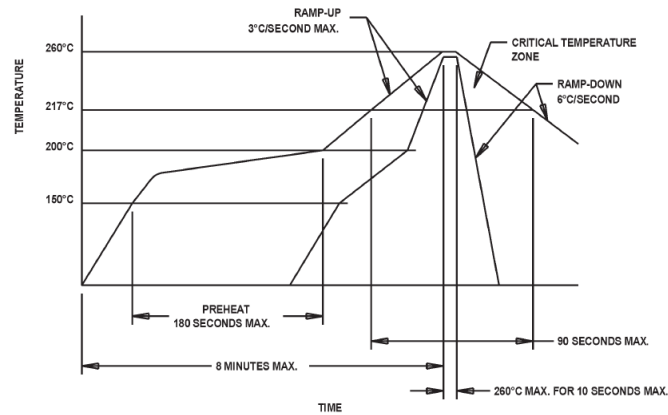 RAMP-UP
3°C/SECOND MAX.
260°C
CRITICAL TEMPERATURE
ZONE
RAMP-DOWN
6°C/SECOND
TEMPERATURE
217°C
200°C
150°C
PREHEAT
180 SECONDS MAX.
90 SECONDS MAX.
8 MINUTES MAX.
260°C MAX. FOR 10 SECONDS MAX.
TIME